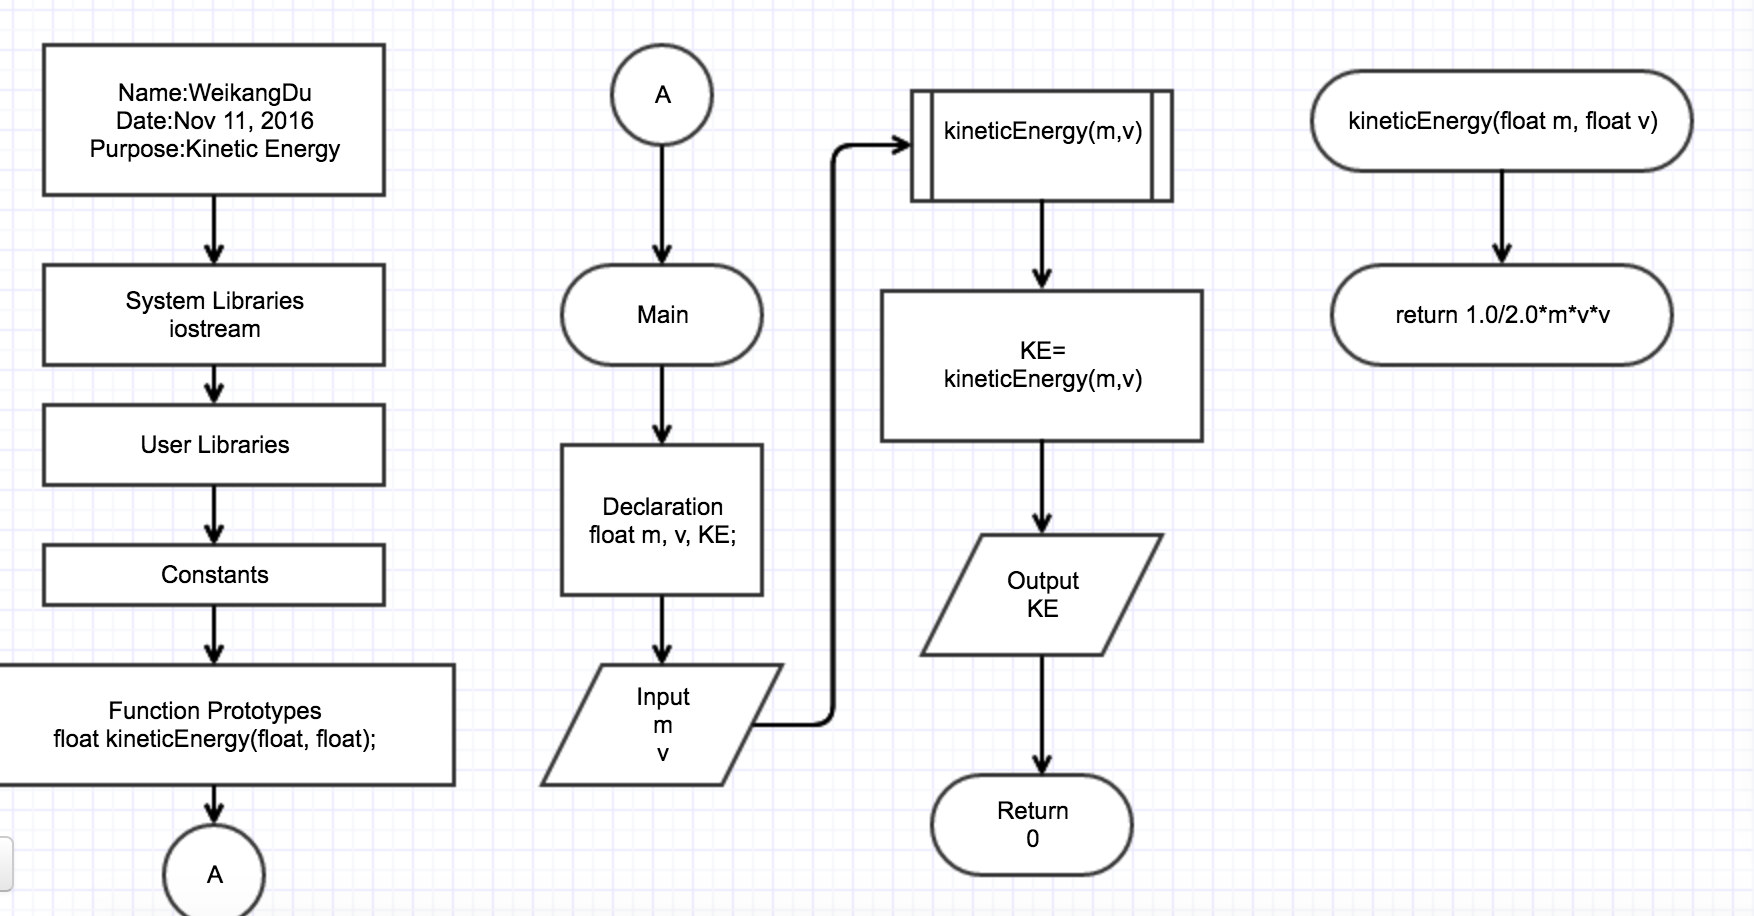 Name:WeikangDu
Date:Nov 11, 2016
Purpose:Kinetic Energy
System Libraries
iostream
User Libraries
Constants
Function Prototypes
float kineticEnergy(float, float);
A
A
Main
Declaration
float m, v, KE;
Input
m
v
kineticEnergy(m,v)
KE=
kineticEnergy(m,v)
Output
KE
Return
0
kineticEnergy(float m, float v)
return 1.0/2.0*m*v*v